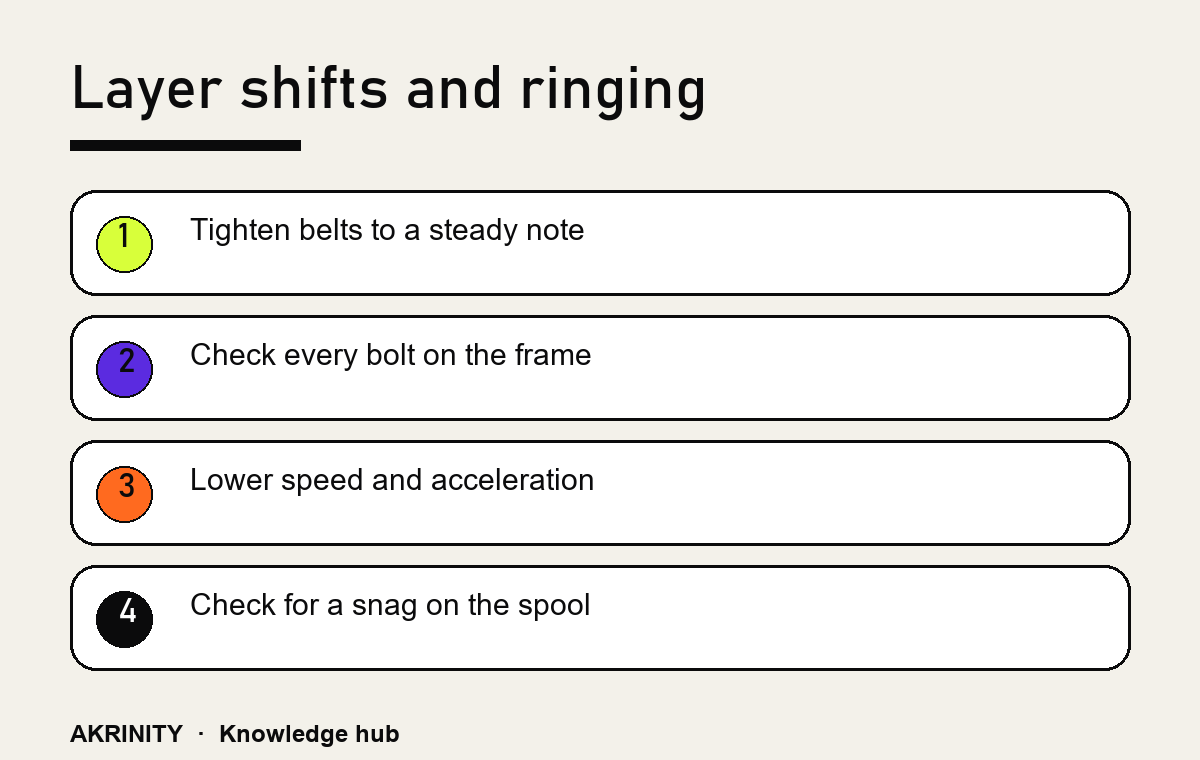 Layer shifts and ringing
1 Tighten belts to a steady note
2 Check every bolt on the frame
3 Lower speed and acceleration
4 Check for a snag on the spool
AKRINITY · Knowledge hub